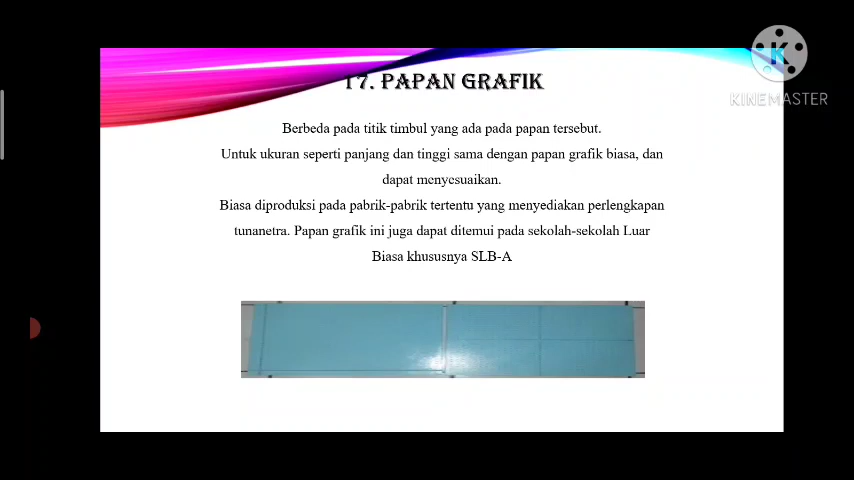 17. PAPAN GRAFIK
KINEMASTER
Berbeda pada titik timbul yang ada pada papan tersebut.
Untuk ukuran seperti panjang dan tinggi sama dengan papan grafik biasa, dan
dapat menyesuaikan.
Biasa diproduksi pada pabrik-pabrik tertentu yang menyediakan perlengkapan
tunanetra. Papan grafik ini juga dapat ditemui pada sekolah-sekolah Luar
Biasa khususnya SLB-A